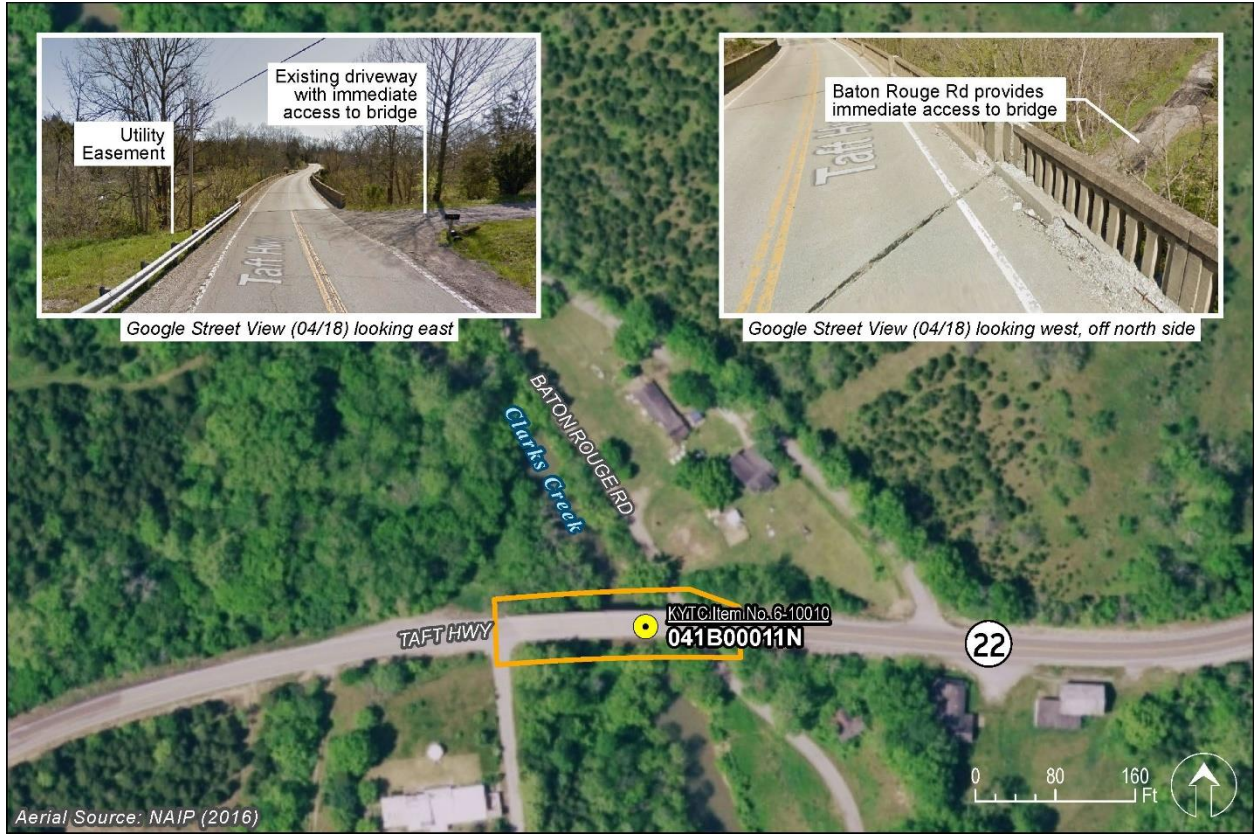 Utility
Easement
Existing driveway
with immediate
access to bridge
Taft Hwy
Google Street View (04/18) looking east
Baton Rouge Rd provides
immediate access to bridge
Taft H
Google Street View (04/18) looking west, off north side
BATON ROUGE RD
Clarks Creek
KYTC Item No. 6-10010
041B00011N
TAFT HWY
22
0 80 160
Ft
Aerial Source: NAIP (2016)